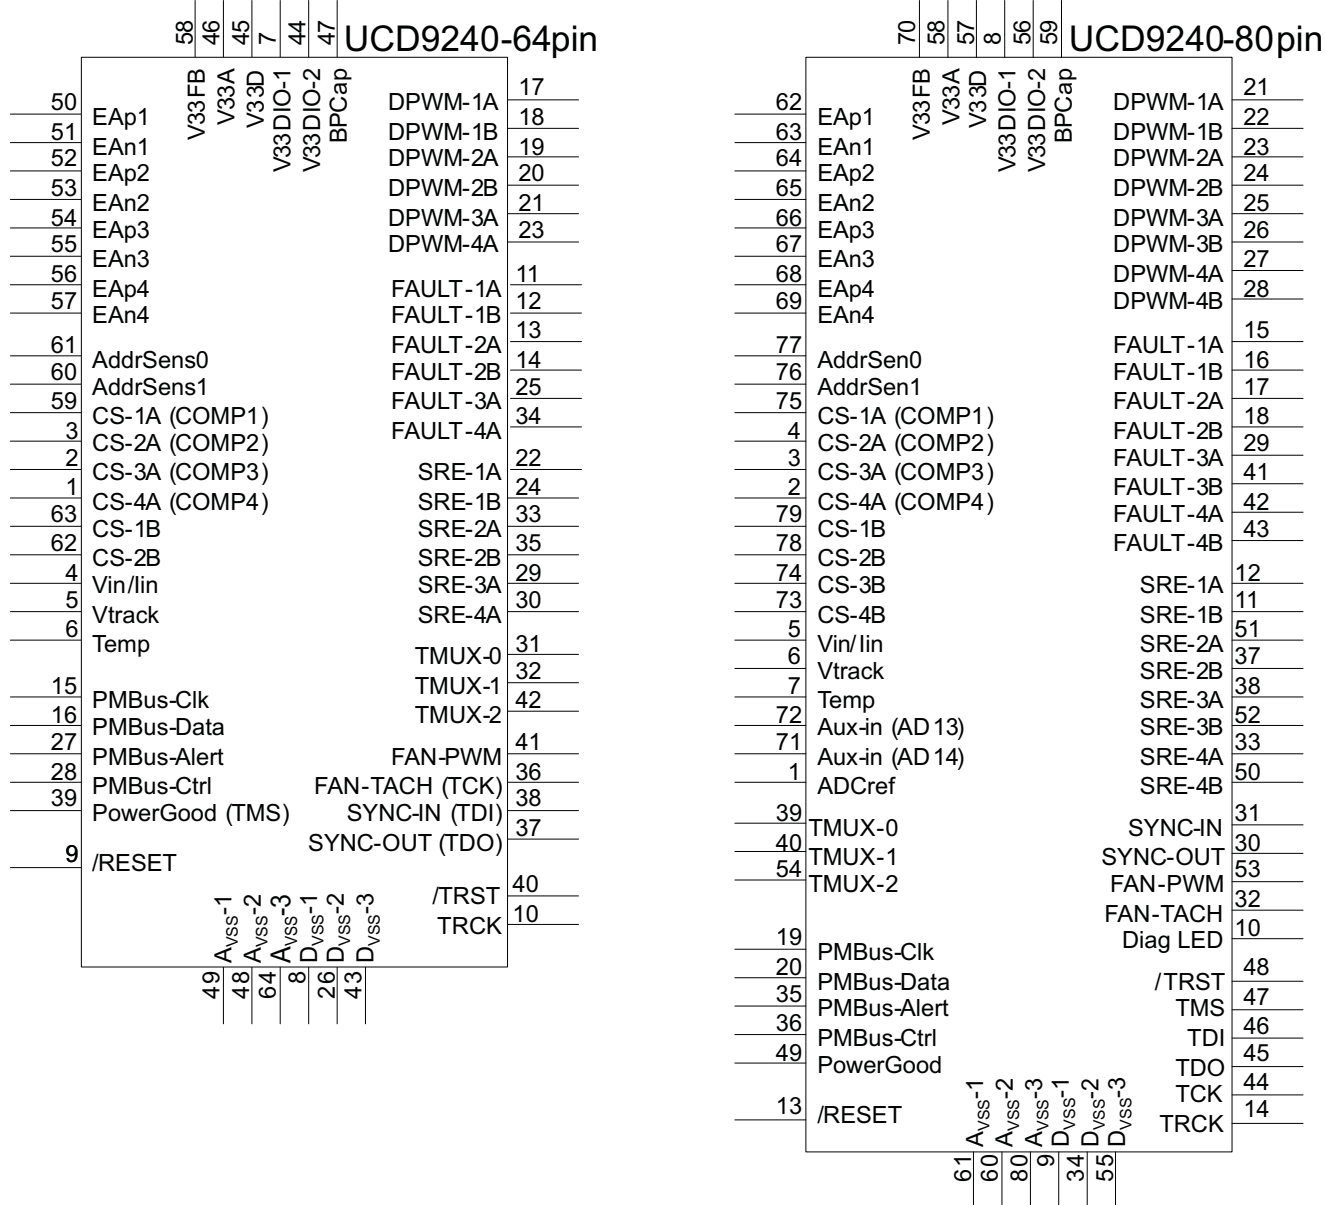 58 46 45 7 44 47
UCD9240-64pin
V33FB V33A V33D V33DIO-1 V33DIO-2 BPCap
50 EAp1
51 EAn1
52 EAp2
53 EAn2
54 EAp3
55 EAn3
56 EAp4
57 EAn4
61 AddrSens0
60 AddrSens1
59 CS-1A (COMP1)
3 CS-2A (COMP2)
2 CS-3A (COMP3)
1 CS-4A (COMP4)
63 CS-1B
62 CS-2B
4 Vin/Iin
5 Vtrack
6 Temp
15 PMBus-Clk
16 PMBus-Data
27 PMBus-Alert
28 PMBus-Ctrl
39 PowerGood (TMS)
9 /RESET
DPWM-1A 17
DPWM-1B 18
DPWM-2A 19
DPWM-2B 20
DPWM-3A 21
DPWM-4A 23
FAULT-1A 11
FAULT-1B 12
FAULT-2A 13
FAULT-2B 14
FAULT-3A 25
FAULT-4A 34
SRE-1A 22
SRE-1B 24
SRE-2A 33
SRE-2B 35
SRE-3A 29
SRE-4A 30
TMUX-0 31
TMUX-1 32
TMUX-2 42
FAN-PWM 41
FAN-TACH (TCK) 36
SYNC-IN (TDI) 38
SYNC-OUT (TDO) 37
/TRST 40
TRCK 10
AVSS-1 AVSS-2 AVSS-3 DVSS-1 DVSS-2 DVSS-3
49 48 64 8 26 43
70 58 57 8 56 59
UCD9240-80pin
V33FB V33A V33D V33DIO-1 V33DIO-2 BPCap
62 EAp1
63 EAn1
64 EAp2
65 EAn2
66 EAp3
67 EAn3
68 EAp4
69 EAn4
77 AddrSen0
76 AddrSen1
75 CS-1A (COMP1)
4 CS-2A (COMP2)
3 CS-3A (COMP3)
2 CS-4A (COMP4)
79 CS-1B
78 CS-2B
74 CS-3B
73 CS-4B
5 Vin/Iin
6 Vtrack
7 Temp
72 Aux-in (AD13)
71 Aux-in (AD14)
1 ADCref
39 TMUX-0
40 TMUX-1
54 TMUX-2
19 PMBus-Clk
20 PMBus-Data
35 PMBus-Alert
36 PMBus-Ctrl
49 PowerGood
13 /RESET
DPWM-1A 21
DPWM-1B 22
DPWM-2A 23
DPWM-2B 24
DPWM-3A 25
DPWM-3B 26
DPWM-4A 27
DPWM-4B 28
FAULT-1A 15
FAULT-1B 16
FAULT-2A 17
FAULT-2B 18
FAULT-3A 29
FAULT-3B 41
FAULT-4A 42
FAULT-4B 43
SRE-1A 12
SRE-1B 11
SRE-2A 51
SRE-2B 37
SRE-3A 38
SRE-3B 52
SRE-4A 33
SRE-4B 50
SYNC-IN 31
SYNC-OUT 30
FAN-PWM 53
FAN-TACH 32
Diag LED 10
/TRST 48
TMS 47
TDI 46
TDO 45
TCK 44
TRCK 14
AVSS-1 AVSS-2 AVSS-3 DVSS-1 DVSS-2 DVSS-3
61 60 80 9 34 55